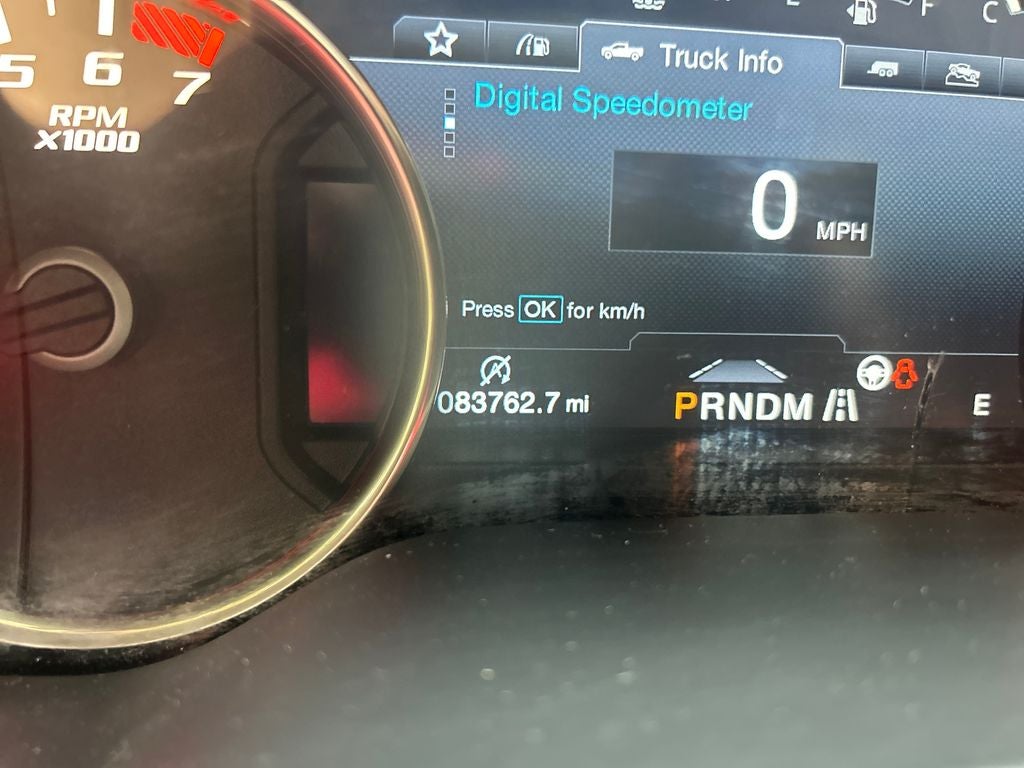 F
C
Truck Info
5 6 7
RPM
x1000
Digital Speedometer
0 MPH
Press OK for km/h
083762.7 mi
PRNDM
E